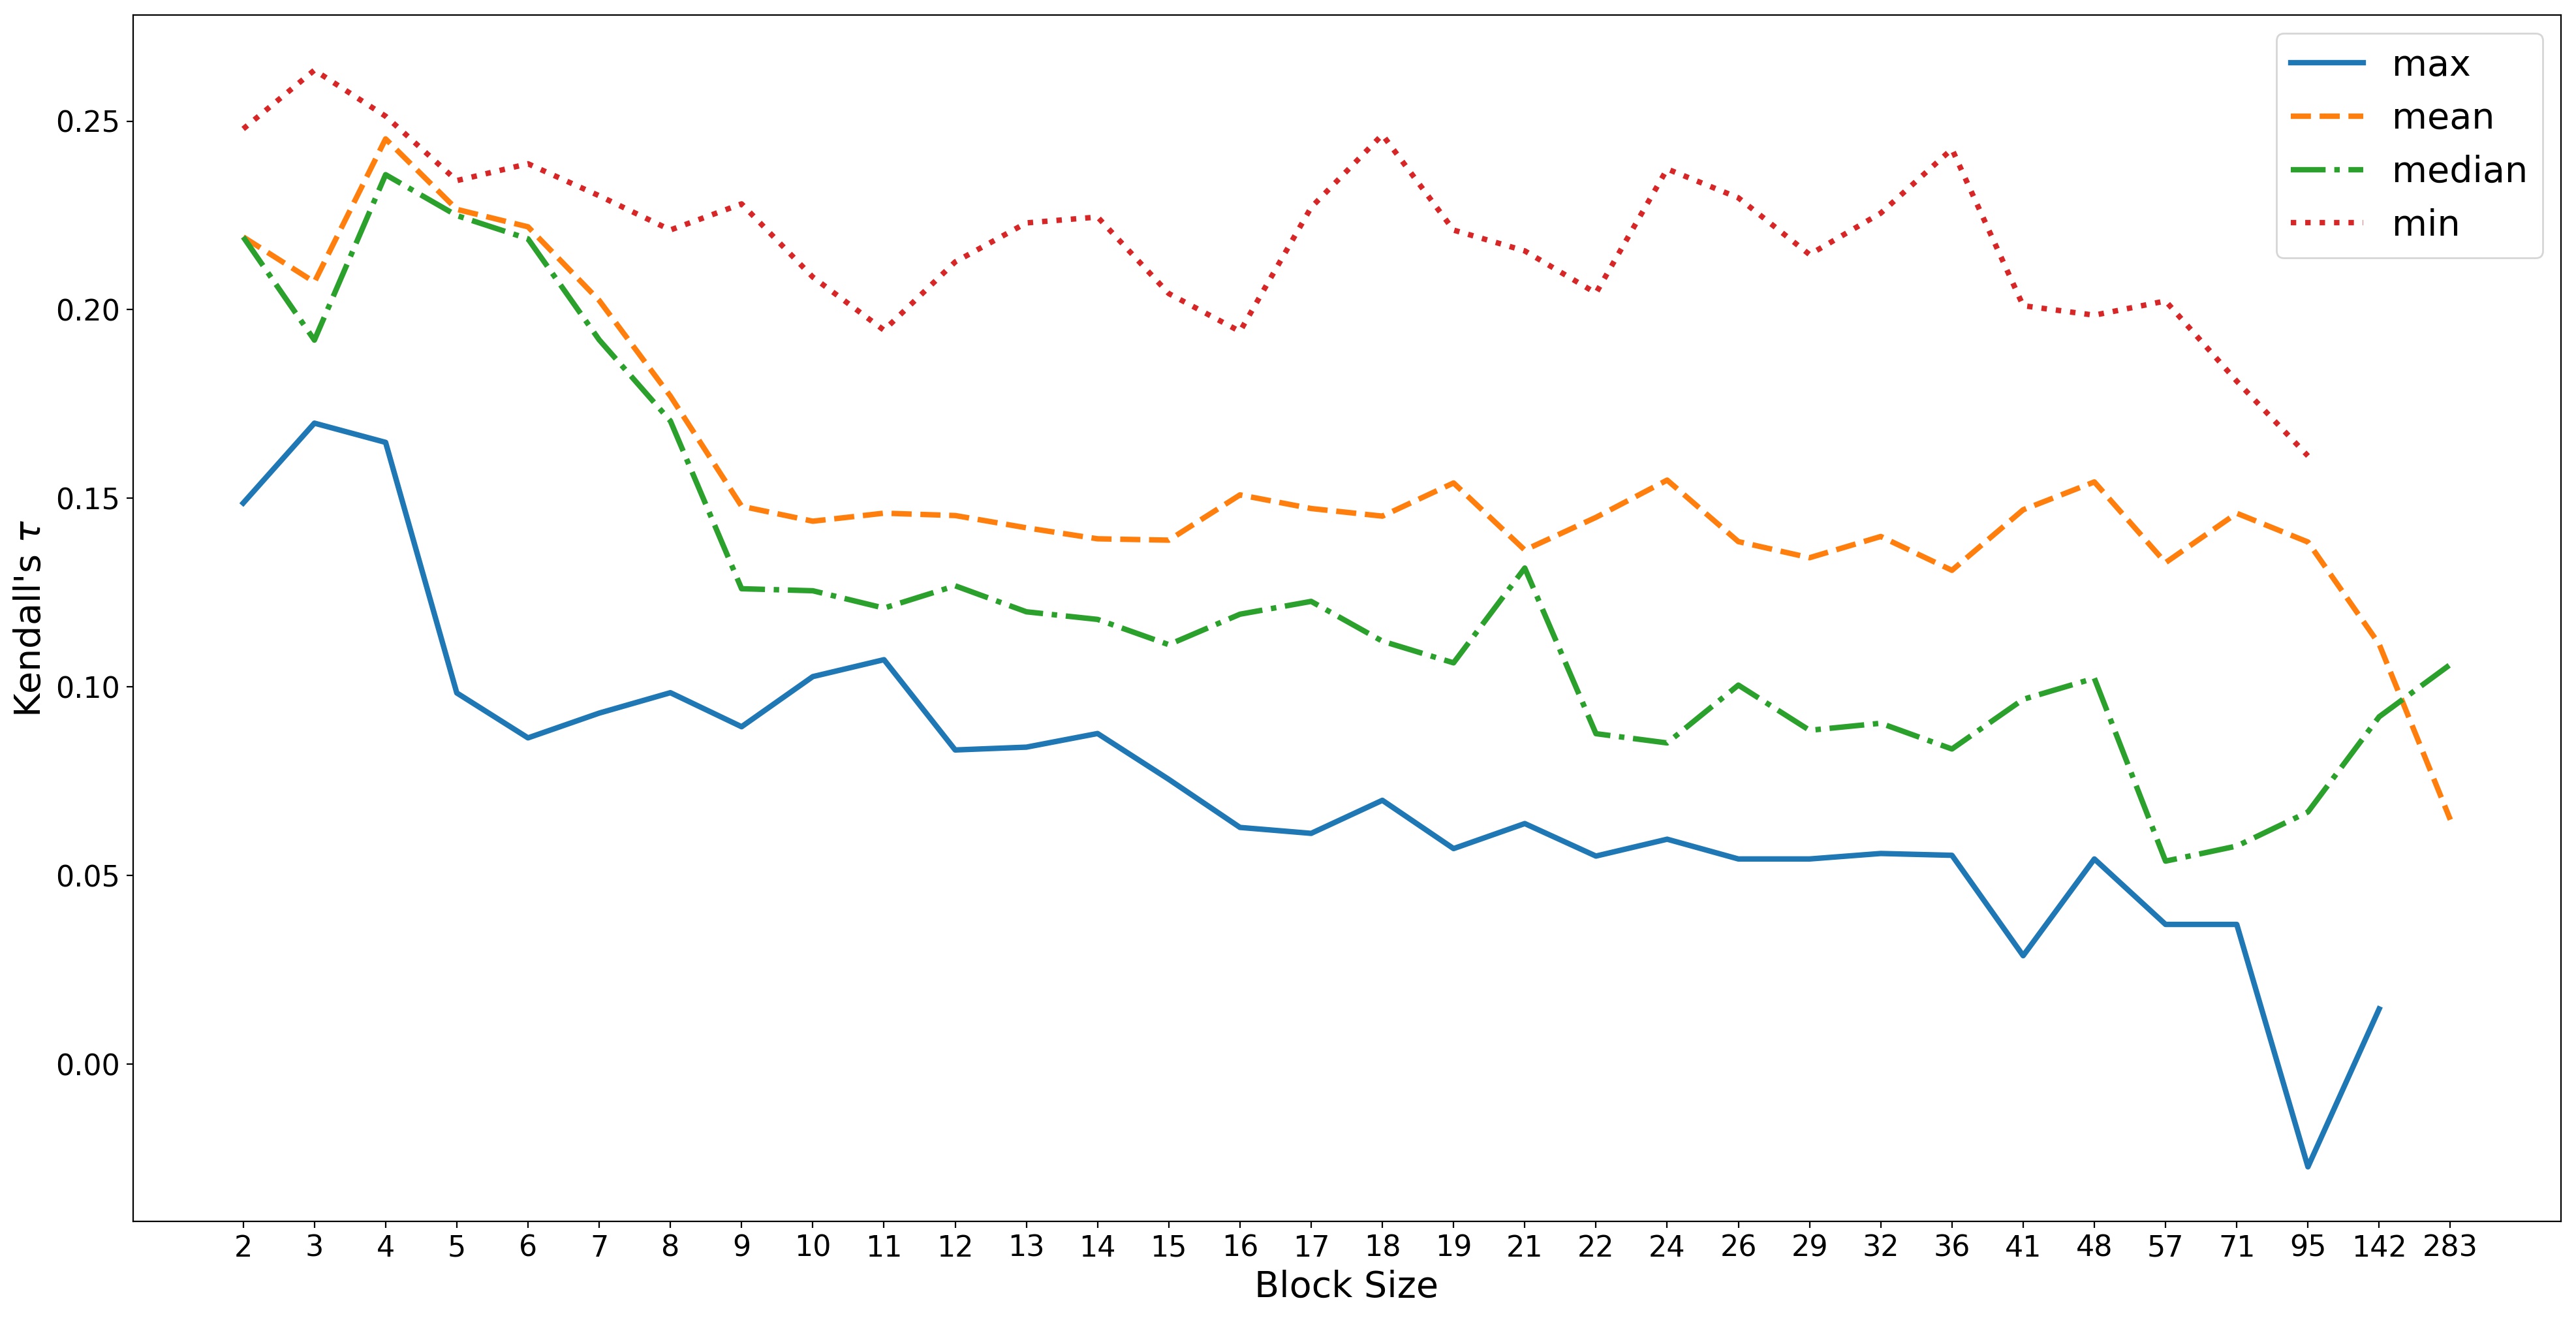 max
mean
median
min
0.25
0.20
0.15
0.10
0.05
0.00
Kendall's τ
2 3 4 5 6 7 8 9 10 11 12 13 14 15 16 17 18 19 21 22 24 26 29 32 36 41 48 57 71 95 142 283
Block Size